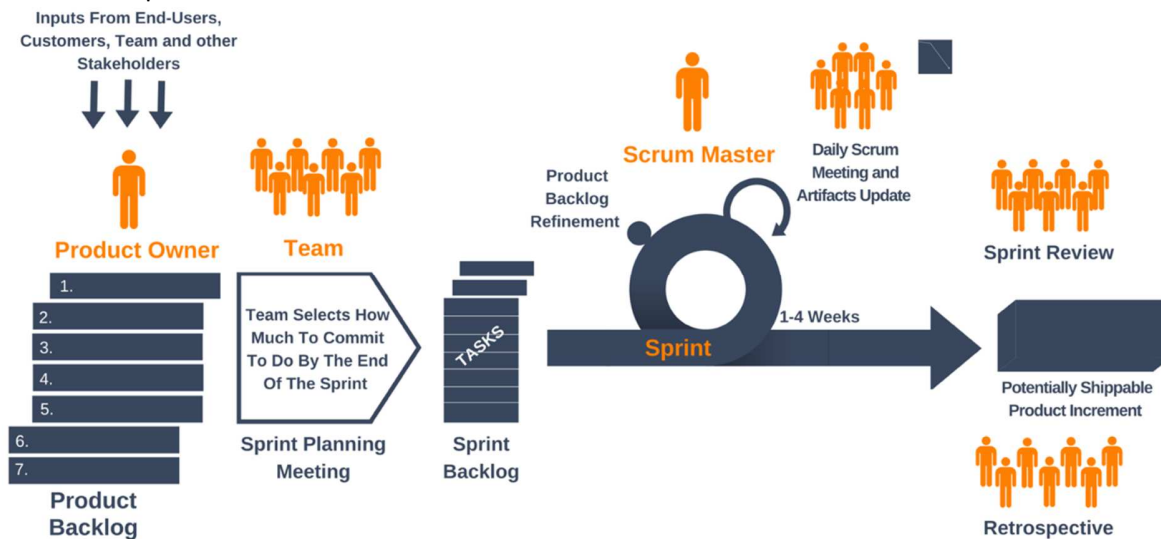 Inputs From End-Users,
Customers, Team and other
Stakeholders
Product Owner
1.
2.
3.
4.
5.
6.
7.
Product
Backlog
Team
Team Selects How
Much To Commit
To Do By The End
Of The Sprint
Sprint Planning
Meeting
TASKS
Sprint
Backlog
Scrum Master
Product
Backlog
Refinement
Daily Scrum
Meeting and
Artifacts Update
1-4 Weeks
Sprint
Sprint Review
Potentially Shippable
Product Increment
Retrospective